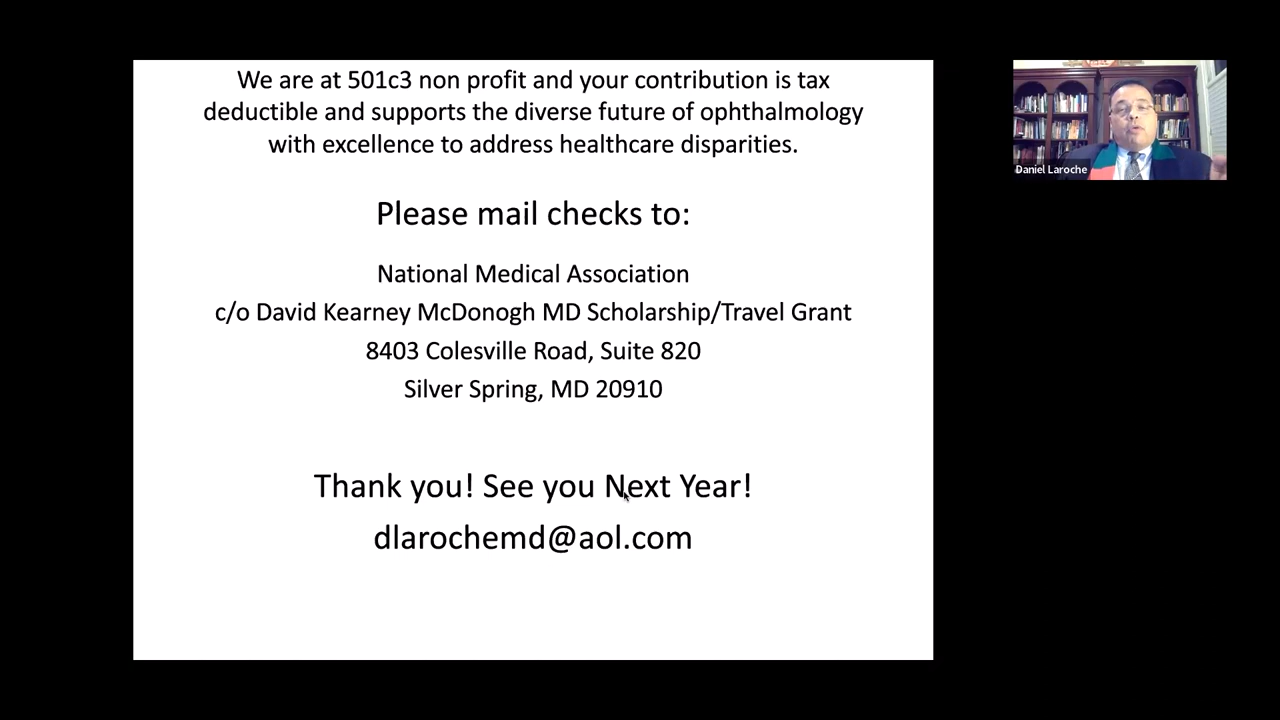 We are at 501c3 non profit and your contribution is tax
deductible and supports the diverse future of ophthalmology
with excellence to address healthcare disparities.
Please mail checks to:
National Medical Association
c/o David Kearney McDonogh MD Scholarship/Travel Grant
8403 Colesville Road, Suite 820
Silver Spring, MD 20910
Thank you! See you Next Year!
dlarochemd@aol.com
Daniel Laroche